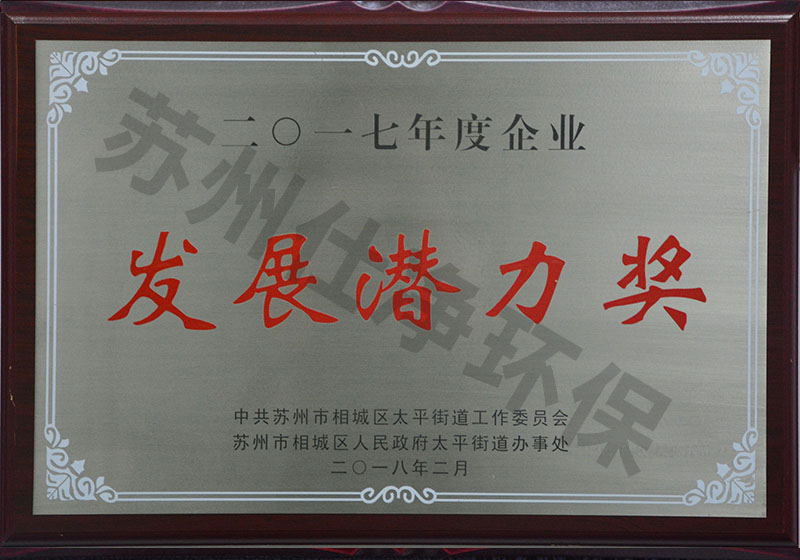 二〇一七年度企业
发展潜力奖
中共苏州市相城区太平街道工作委员会
苏州市相城区人民政府太平街道办事处
二〇一八年二月
苏州仕净环保